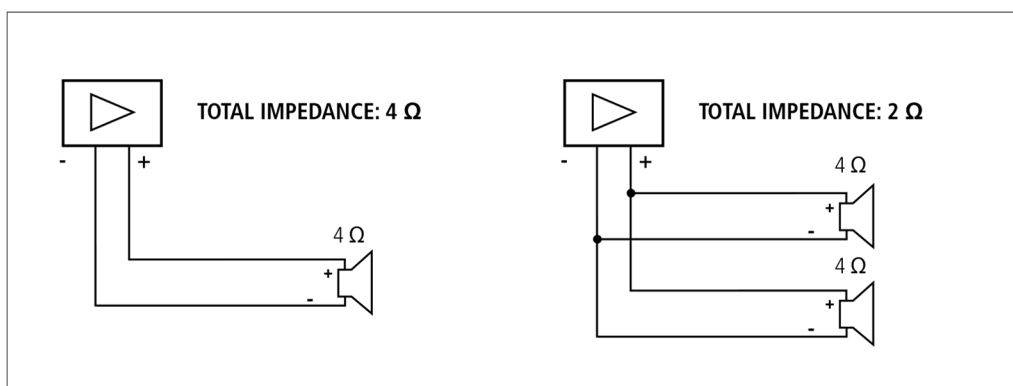 TOTAL IMPEDANCE: 4 Ω
- +
4 Ω
+
-
TOTAL IMPEDANCE: 2 Ω
- +
4 Ω
+
-
4 Ω
+
-